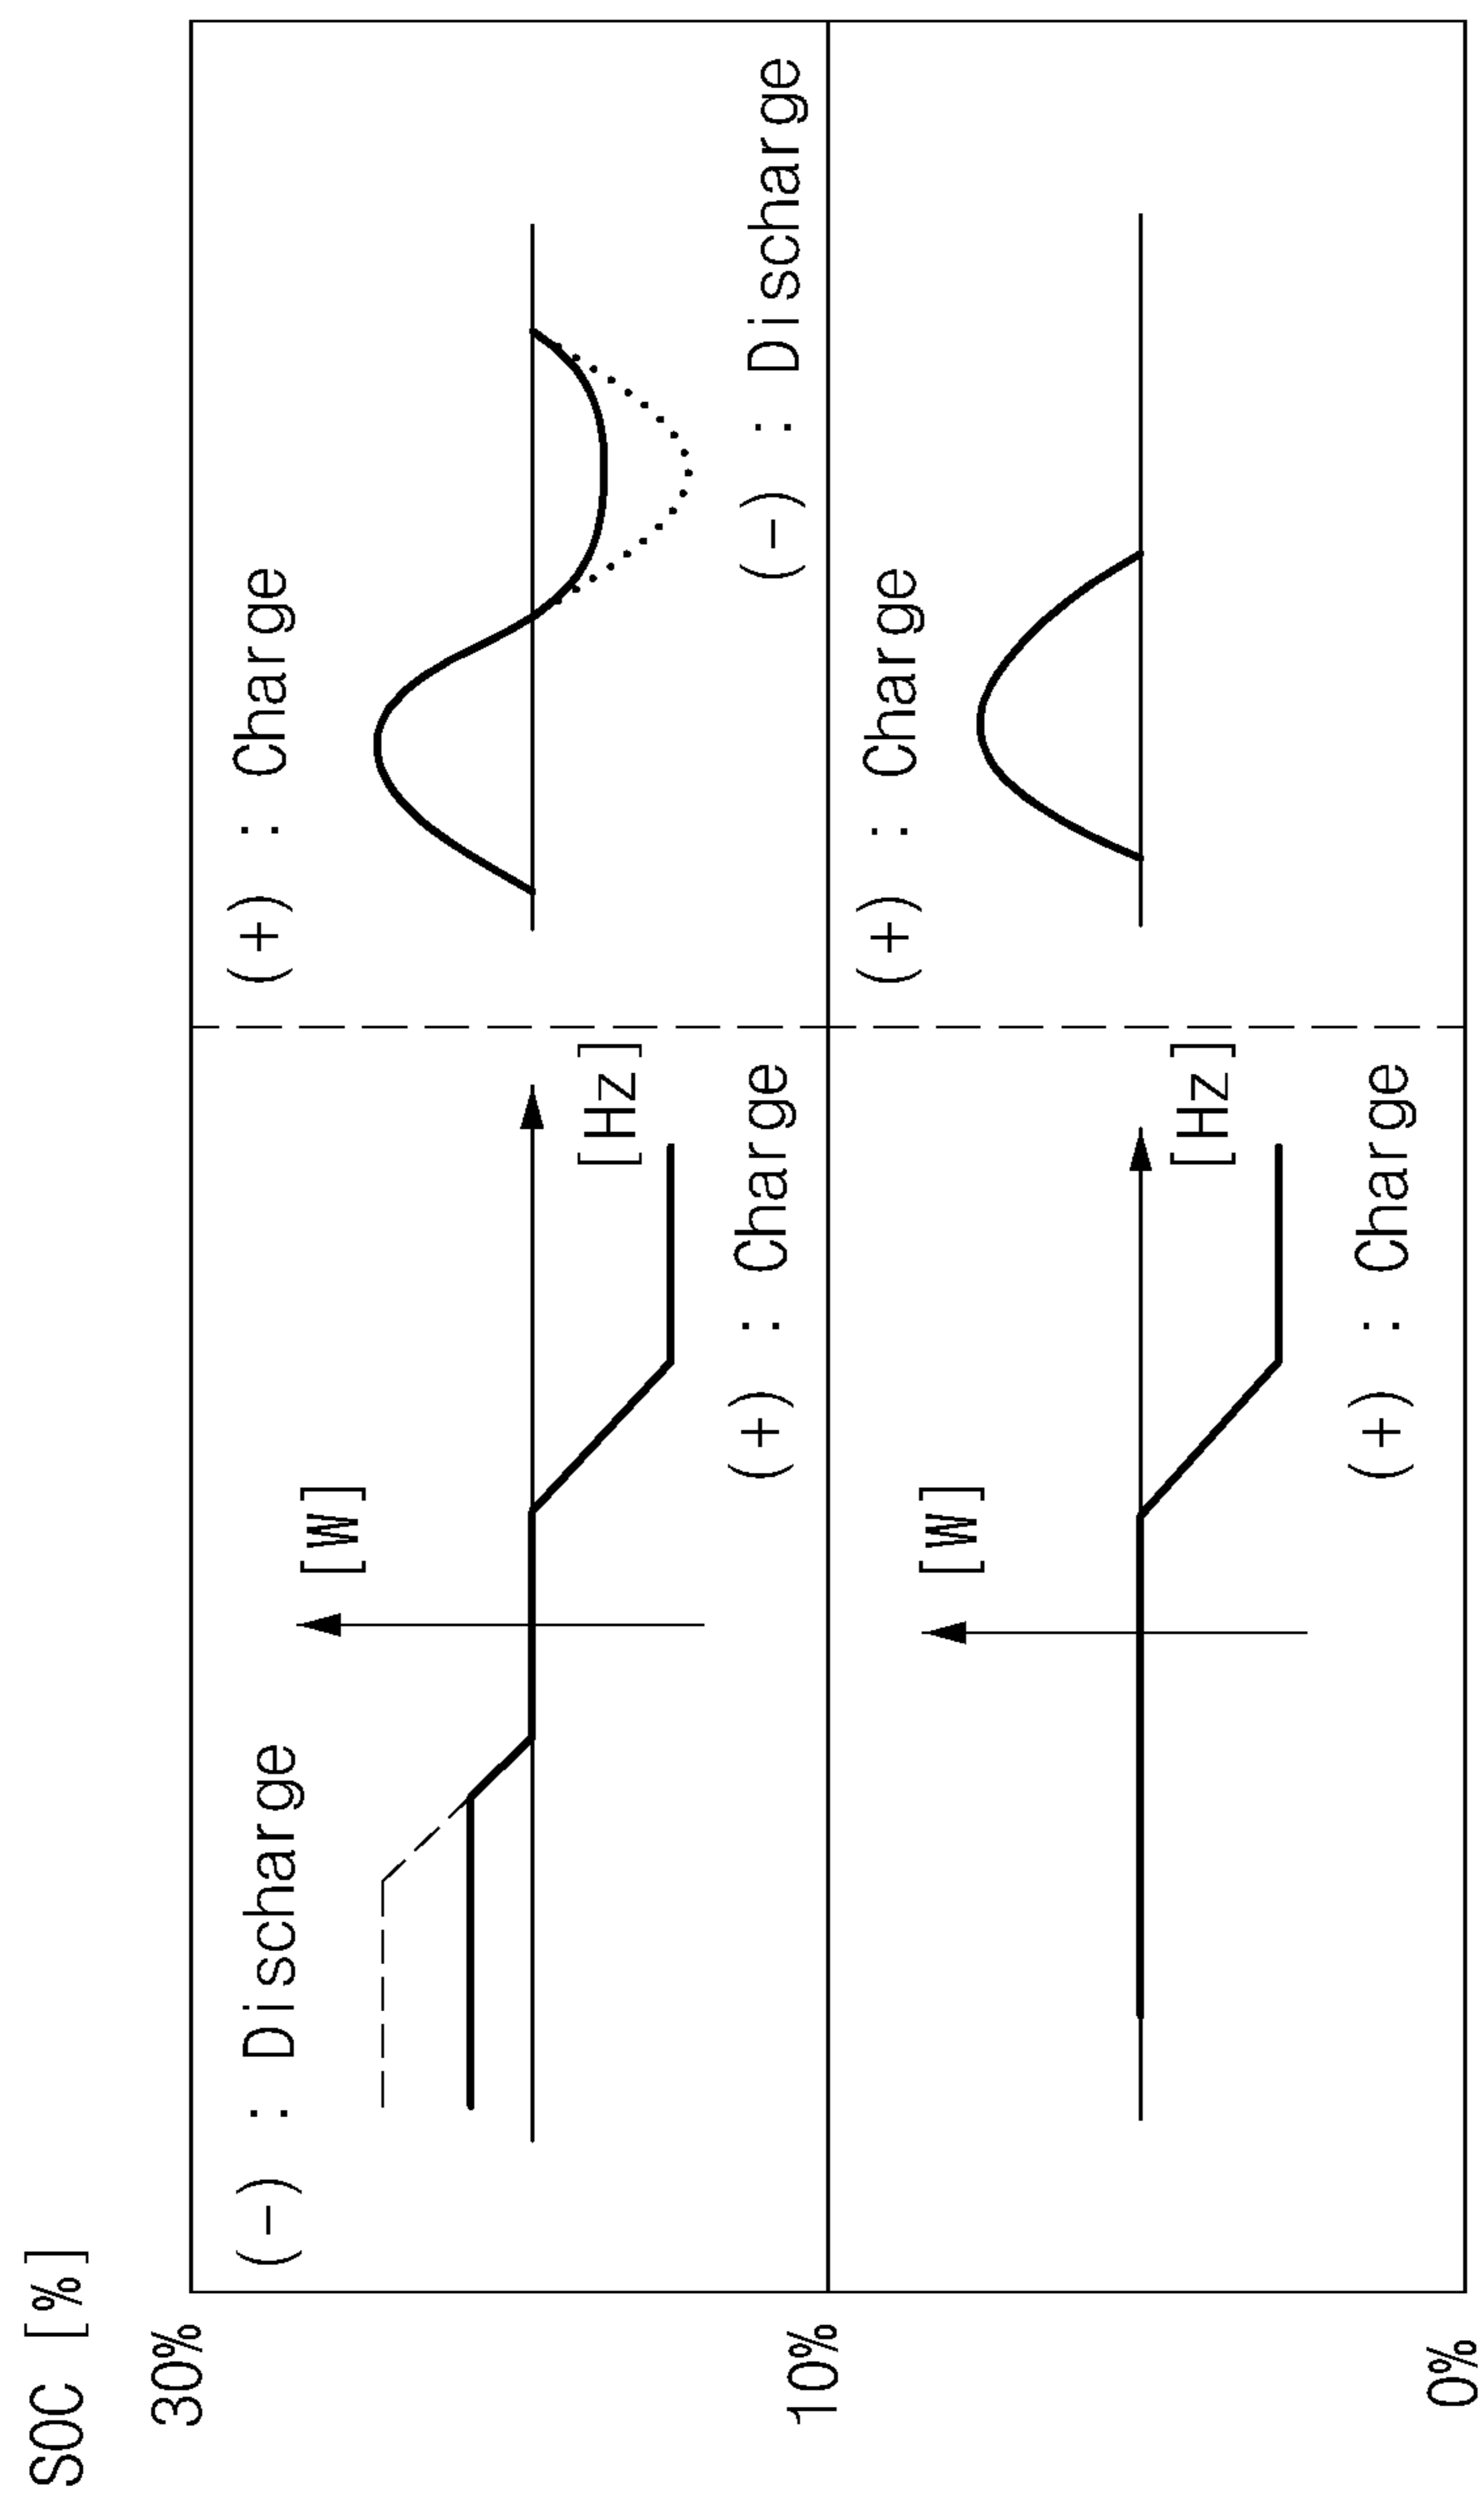 SOC [%]
30%
(-) : Discharge
[W]
[Hz]
(+) : Charge
(+) : Charge
(-) : Discharge
10%
[W]
[Hz]
(+) : Charge
(+) : Charge
0%